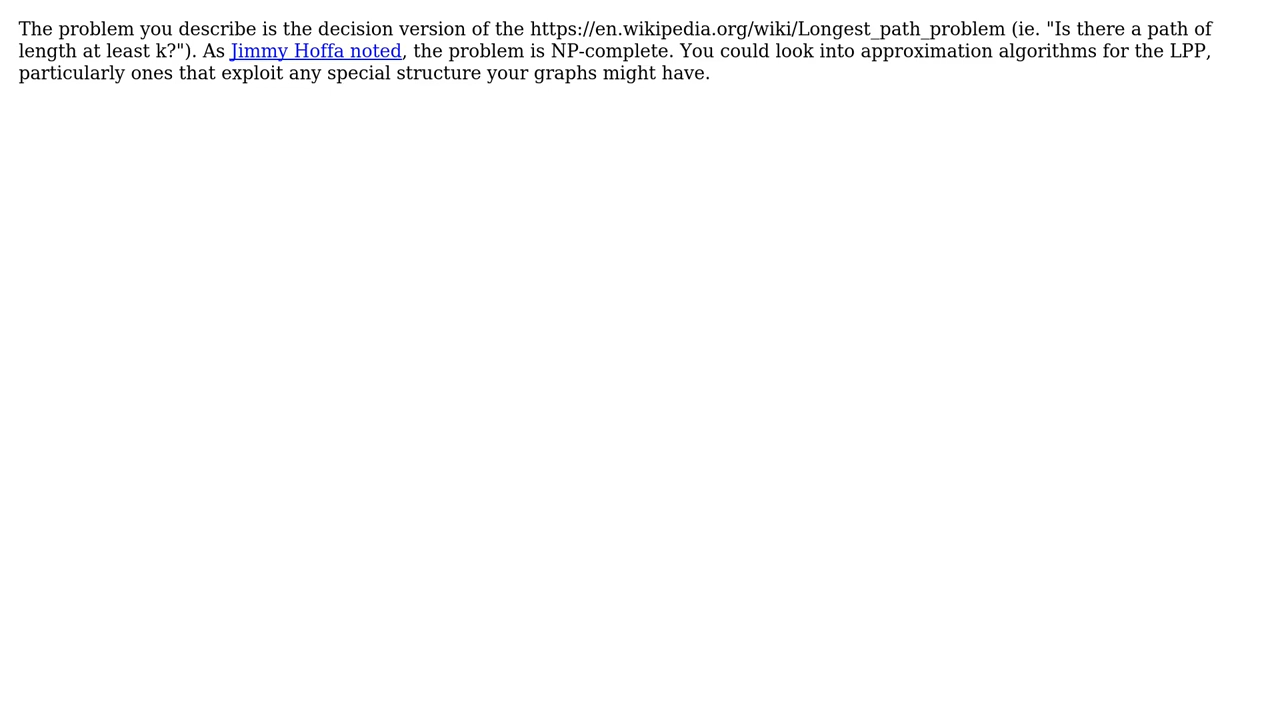 The problem you describe is the decision version of the https://en.wikipedia.org/wiki/Longest_path_problem (ie. "Is there a path of
length at least k?"). As Jimmy Hoffa noted, the problem is NP-complete. You could look into approximation algorithms for the LPP,
particularly ones that exploit any special structure your graphs might have.